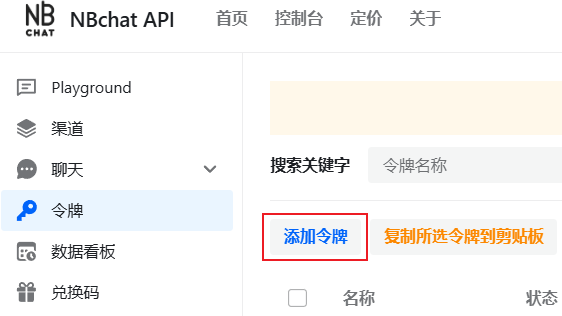 NB
CHAT
NBchat API 首页 控制台 定价 关于
Playground
渠道
聊天
令牌
数据看板
兑换码
搜索关键字 令牌名称
添加令牌 复制所选令牌到剪贴板
名称 状态